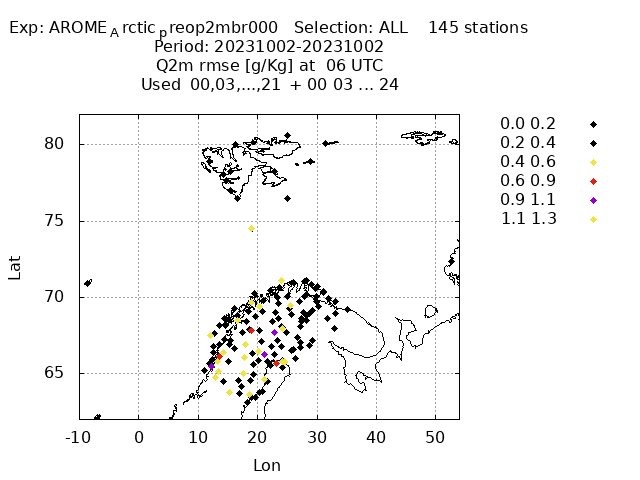 Exp: AROME_Arctic_preop2mbr000 Selection: ALL 145 stations
Period: 20231002-20231002
Q2m rmse [g/Kg] at 06 UTC
Used 00,03,...,21 + 00 03 ... 24
80
75
70
65
Lat
-10 0 10 20 30 40 50
Lon
0.0 0.2
0.2 0.4
0.4 0.6
0.6 0.9
0.9 1.1
1.1 1.3